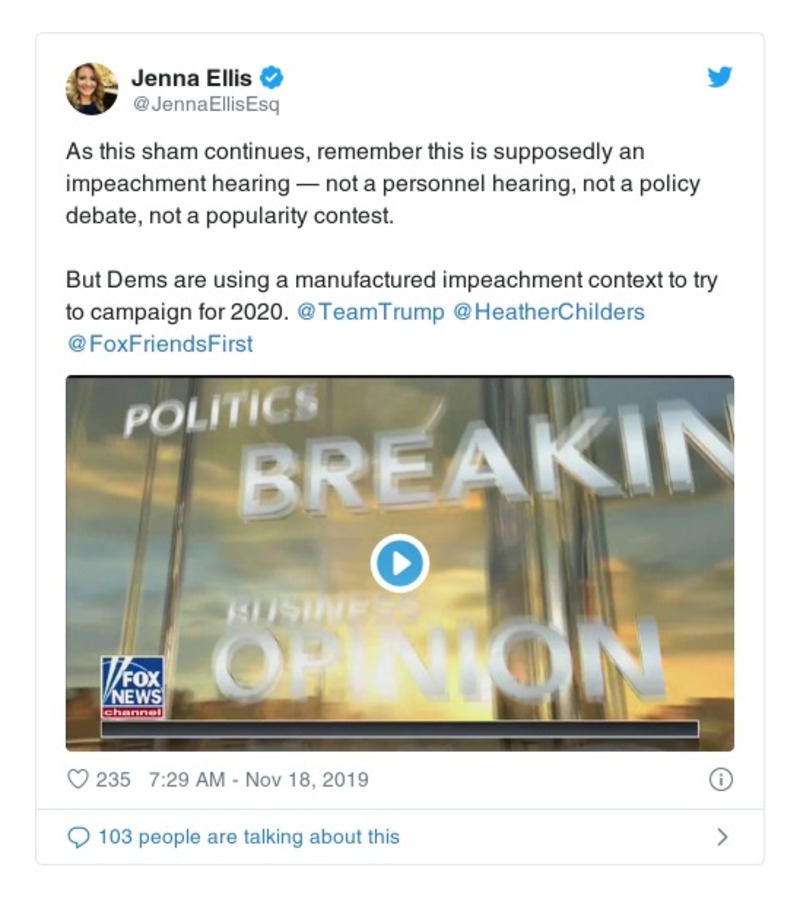 Jenna Ellis
@JennaEllisEsq
As this sham continues, remember this is supposedly an
impeachment hearing — not a personnel hearing, not a policy
debate, not a popularity contest.
But Dems are using a manufactured impeachment context to try
to campaign for 2020. @TeamTrump @HeatherChilders
@FoxFriendsFirst
POLITICS
BREAKIN
BUSINESS
OPINION
FOX
NEWS
channel
235 7:29 AM - Nov 18, 2019
103 people are talking about this